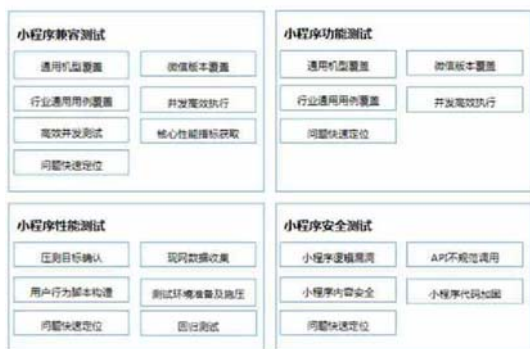 小程序兼容测试
通用机型覆盖
微信版本覆盖
行业通用用例覆盖
并发高效执行
高效并发测试
核心性能指标获取
问题快速定位
小程序功能测试
通用机型覆盖
微信版本覆盖
行业通用用例覆盖
并发高效执行
问题快速定位
小程序性能测试
压测目标确认
现网数据收集
用户行为脚本构造
测试环境准备及施压
问题快速定位
回归测试
小程序安全测试
小程序逻辑漏洞
API不规范调用
小程序内容安全
小程序代码加固
问题快速定位